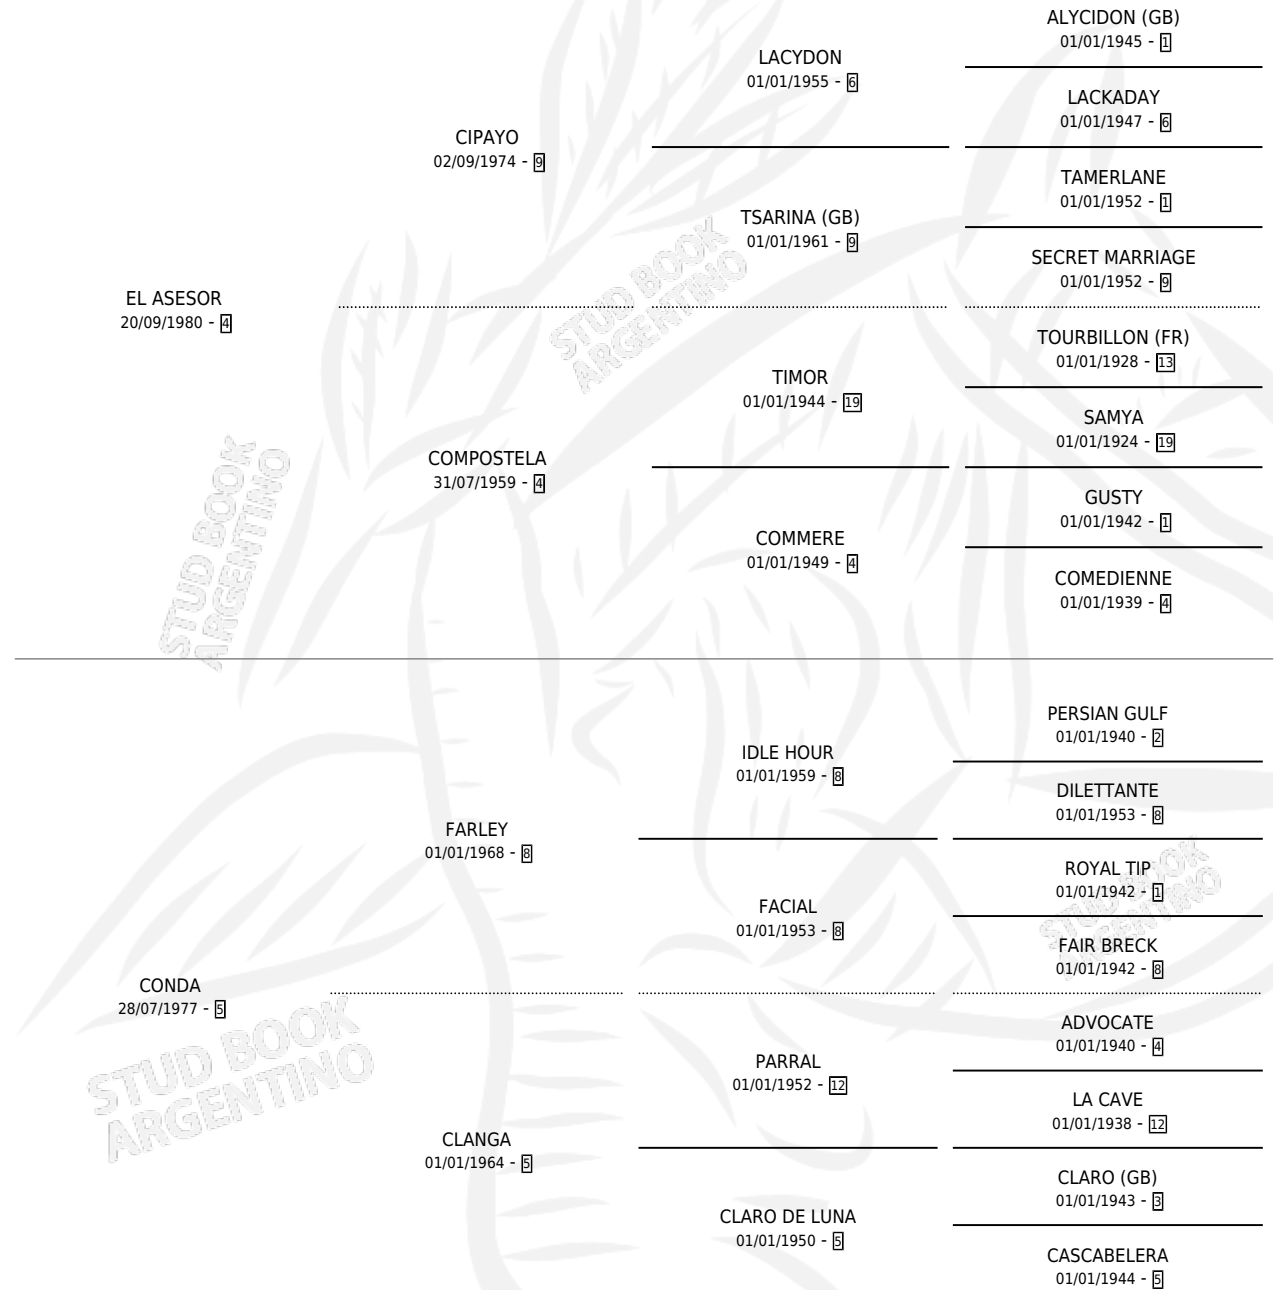 EL ASESOR
20/09/1980 - 4
CIPAYO
02/09/1974 - 9
LACYDON
01/01/1955 - 6
ALYCIDON (GB)
01/01/1945 - 1
LACKADAY
01/01/1947 - 6
TSARINA (GB)
01/01/1961 - 9
TAMERLANE
01/01/1952 - 1
SECRET MARRIAGE
01/01/1952 - 9
COMPOSTELA
31/07/1959 - 4
TIMOR
01/01/1944 - 19
TOURBILLON (FR)
01/01/1928 - 13
SAMYA
01/01/1924 - 19
COMMERE
01/01/1949 - 4
GUSTY
01/01/1942 - 1
COMEDIENNE
01/01/1939 - 4
CONDA
28/07/1977 - 5
FARLEY
01/01/1968 - 8
IDLE HOUR
01/01/1959 - 8
PERSIAN GULF
01/01/1940 - 2
DILETTANTE
01/01/1953 - 8
FACIAL
01/01/1953 - 8
ROYAL TIP
01/01/1942 - 1
FAIR BRECK
01/01/1942 - 8
CLANGA
01/01/1964 - 5
PARRAL
01/01/1952 - 12
ADVOCATE
01/01/1940 - 4
LA CAVE
01/01/1938 - 12
CLARO DE LUNA
01/01/1950 - 5
CLARO (GB)
01/01/1943 - 3
CASCABELERA
01/01/1944 - 5
STUD BOOK
ARGENTINO
STUD BOOK
ARGENTINO
STUD BOOK
ARGENTINO
STUD BOOK
ARGENTINO